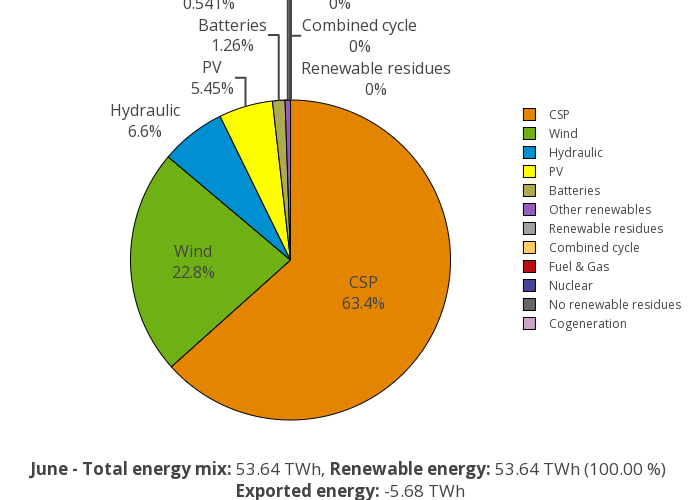 0.541%
0%
Batteries
1.26%
Combined cycle
0%
PV
5.45%
Renewable residues
0%
Hydraulic
6.6%
Wind
22.8%
CSP
63.4%
CSP
Wind
Hydraulic
PV
Batteries
Other renewables
Renewable residues
Combined cycle
Fuel & Gas
Nuclear
No renewable residues
Cogeneration
June - Total energy mix: 53.64 TWh, Renewable energy: 53.64 TWh (100.00 %)
Exported energy: -5.68 TWh